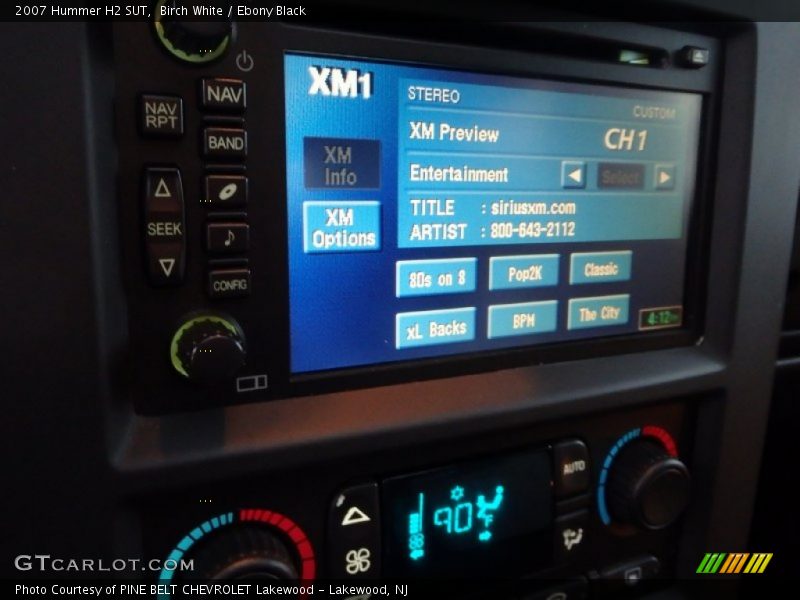 2007 Hummer H2 SUT,  Birch White / Ebony Black
XM1
STEREO
CUSTOM
NAV RPT
NAV
XM Preview
CH 1
BAND
XM Info
Entertainment
Select
SEEK
XM Options
TITLE : siriusxm.com
ARTIST : 800-643-2112
CONFIG
80s on 8
Pop2K
Classic
xL Backs
BPM
The City
4:12
AUTO
90°F
GTcarlot.com
Photo Courtesy of PINE BELT CHEVROLET Lakewood - Lakewood, NJ